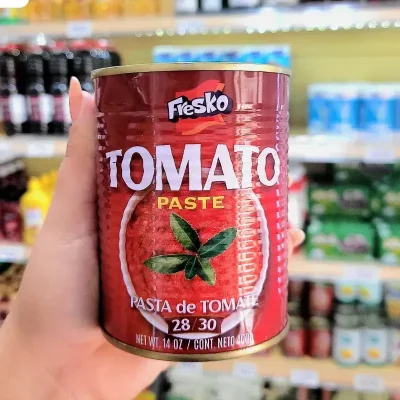 FResko
TOMATO
PASTE
PASTA de TOMATE
28/30
NET WT. 14 OZ / CONT. NETO 400g